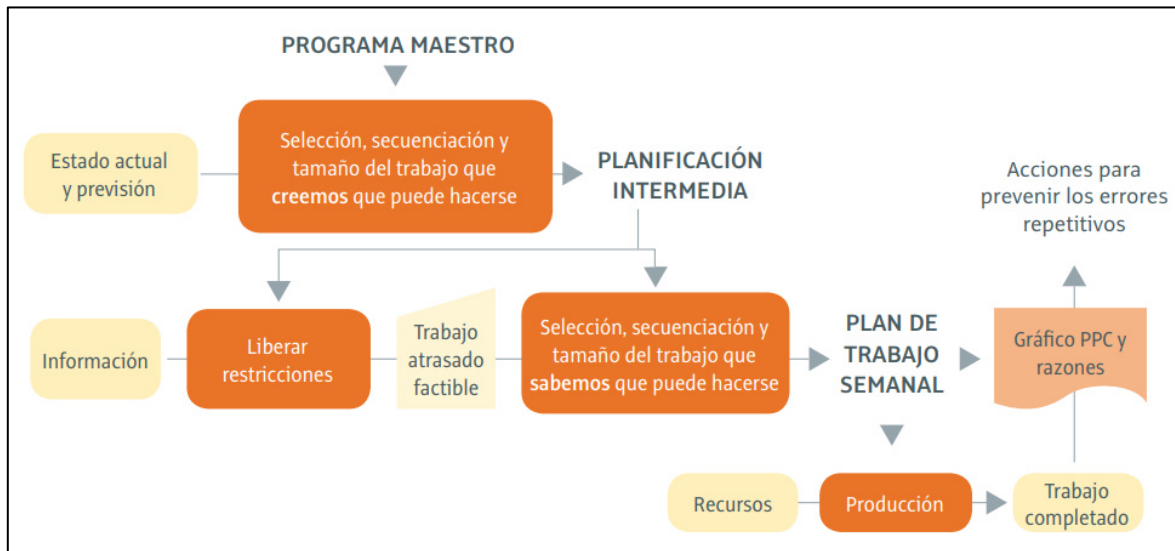 PROGRAMA MAESTRO
Estado actual
y previsión
Selección, secuenciación y
tamaño del trabajo que
creemos que puede hacerse
PLANIFICACIÓN
INTERMEDIA
Acciones para
prevenir los errores
repetitivos
Información
Liberar
restricciones
Trabajo
atrasado
factible
Selección, secuenciación y
tamaño del trabajo que
sabemos que puede hacerse
PLAN DE
TRABAJO
SEMANAL
Gráfico PPC y
razones
Recursos
Producción
Trabajo
completado